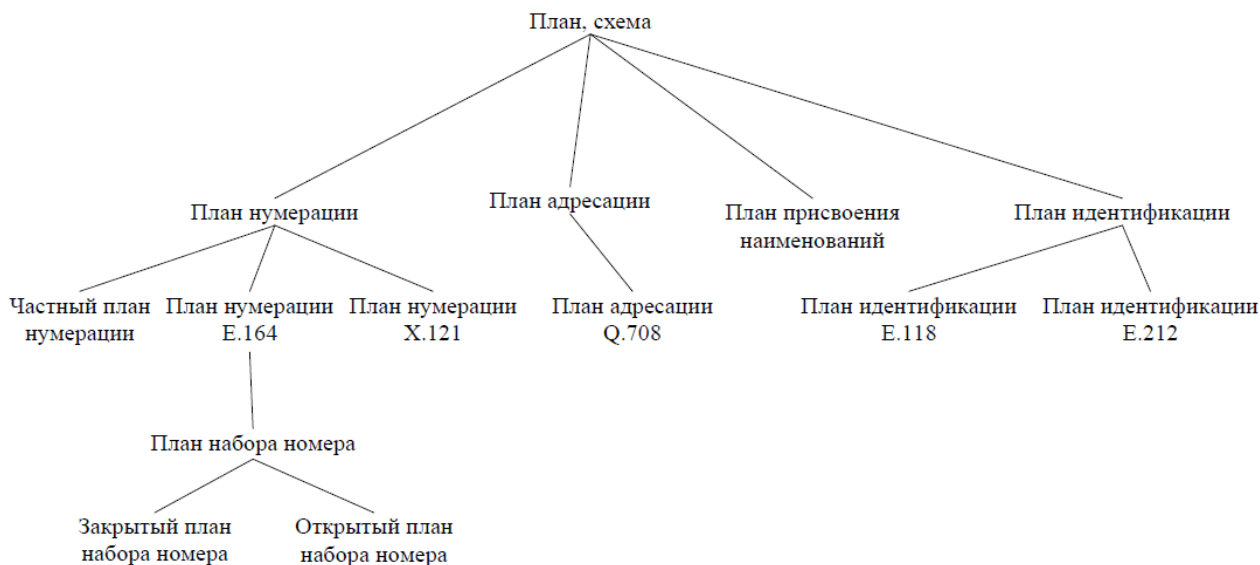 План, схема
План нумерации
План адресации
План присвоения
наименований
План идентификации
Частный план
нумерации
План нумерации
E.164
План нумерации
X.121
План адресации
Q.708
План идентификации
E.118
План идентификации
E.212
План набора номера
Закрытый план
набора номера
Открытый план
набора номера